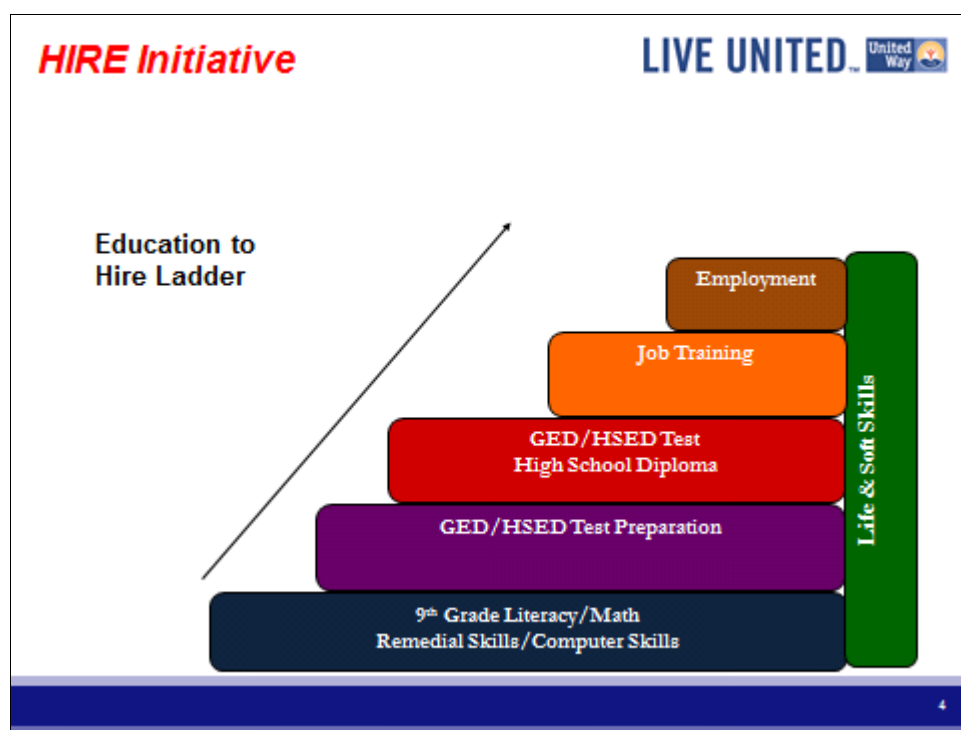 HIRE Initiative
LIVE UNITED™
United
Way
Education to
Hire Ladder
Employment
Job Training
GED/HSED Test
High School Diploma
GED/HSED Test Preparation
9th Grade Literacy/Math
Remedial Skills/Computer Skills
Life & Soft Skills
4